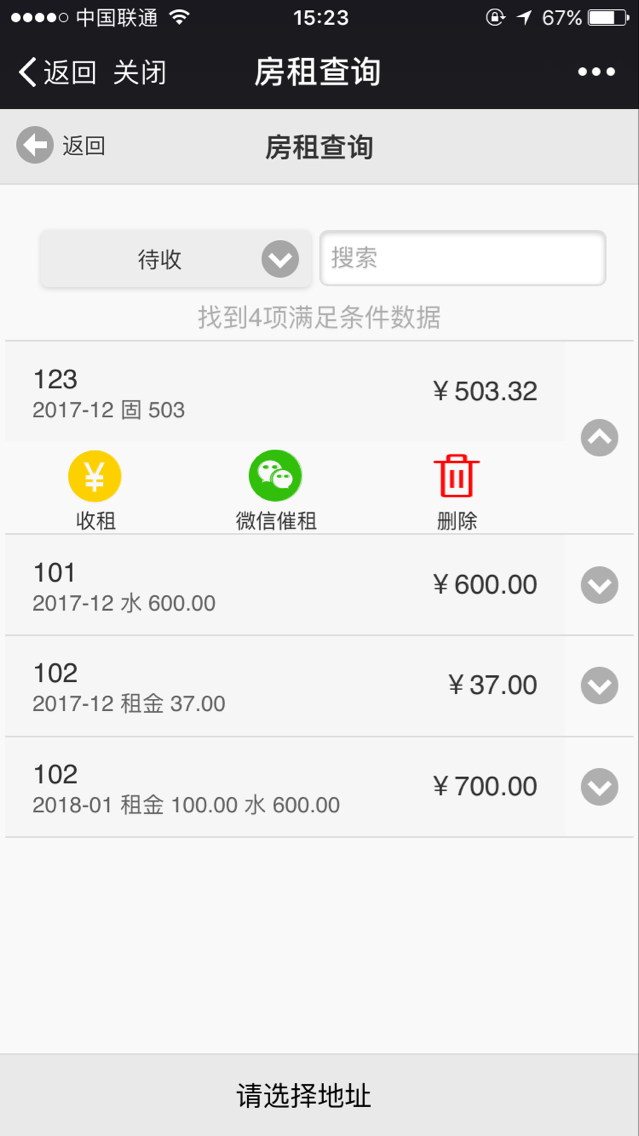 中国联通 15:23 67%
返回 关闭 房租查询
返回 房租查询
待收 搜索
找到4项满足条件数据
123 ¥503.32
2017-12 固 503
收租 微信催租 删除
101 ¥600.00
2017-12 水 600.00
102 ¥37.00
2017-12 租金 37.00
102 ¥700.00
2018-01 租金 100.00 水 600.00
请选择地址